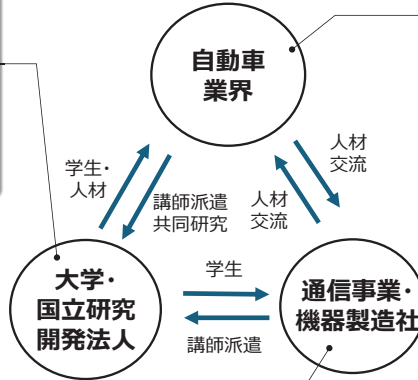 自動車
業界
学生・
人材
講師派遣
共同研究
人材
交流
人材
交流
大学・
国立研究
開発法人
学生
講師派遣
通信事業・
機器製造社